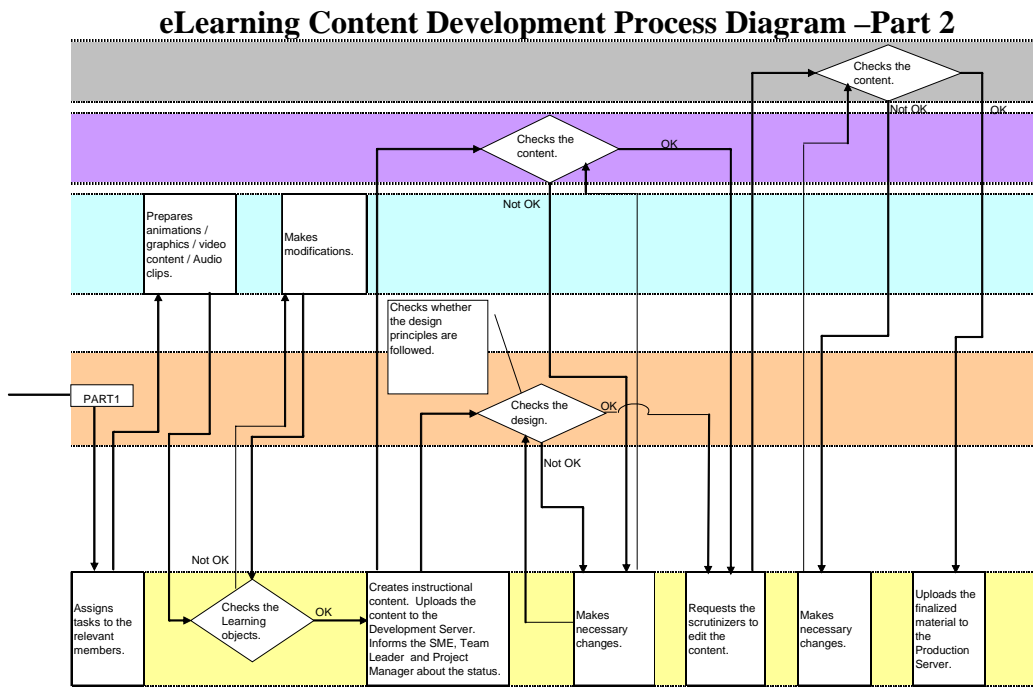 eLearning Content Development Process Diagram –Part 2
Checks the
content.
Not OK
OK
Checks the
content.
OK
Not OK
Prepares
animations /
graphics / video
content / Audio
clips.
Makes
modifications.
Checks whether
the design
principles are
followed.
PART1
Checks the
design.
OK
Not OK
Not OK
Assigns
tasks to the
relevant
members.
Checks the
Learning
objects.
OK
Creates instructional
content.  Uploads the
content to the
Development Server.
Informs the SME, Team
Leader  and Project
Manager about the status.
Makes
necessary
changes.
Requests the
scrutinizers to
edit the
content.
Makes
necessary
changes.
Uploads the
finalized
material to
the
Production
Server.